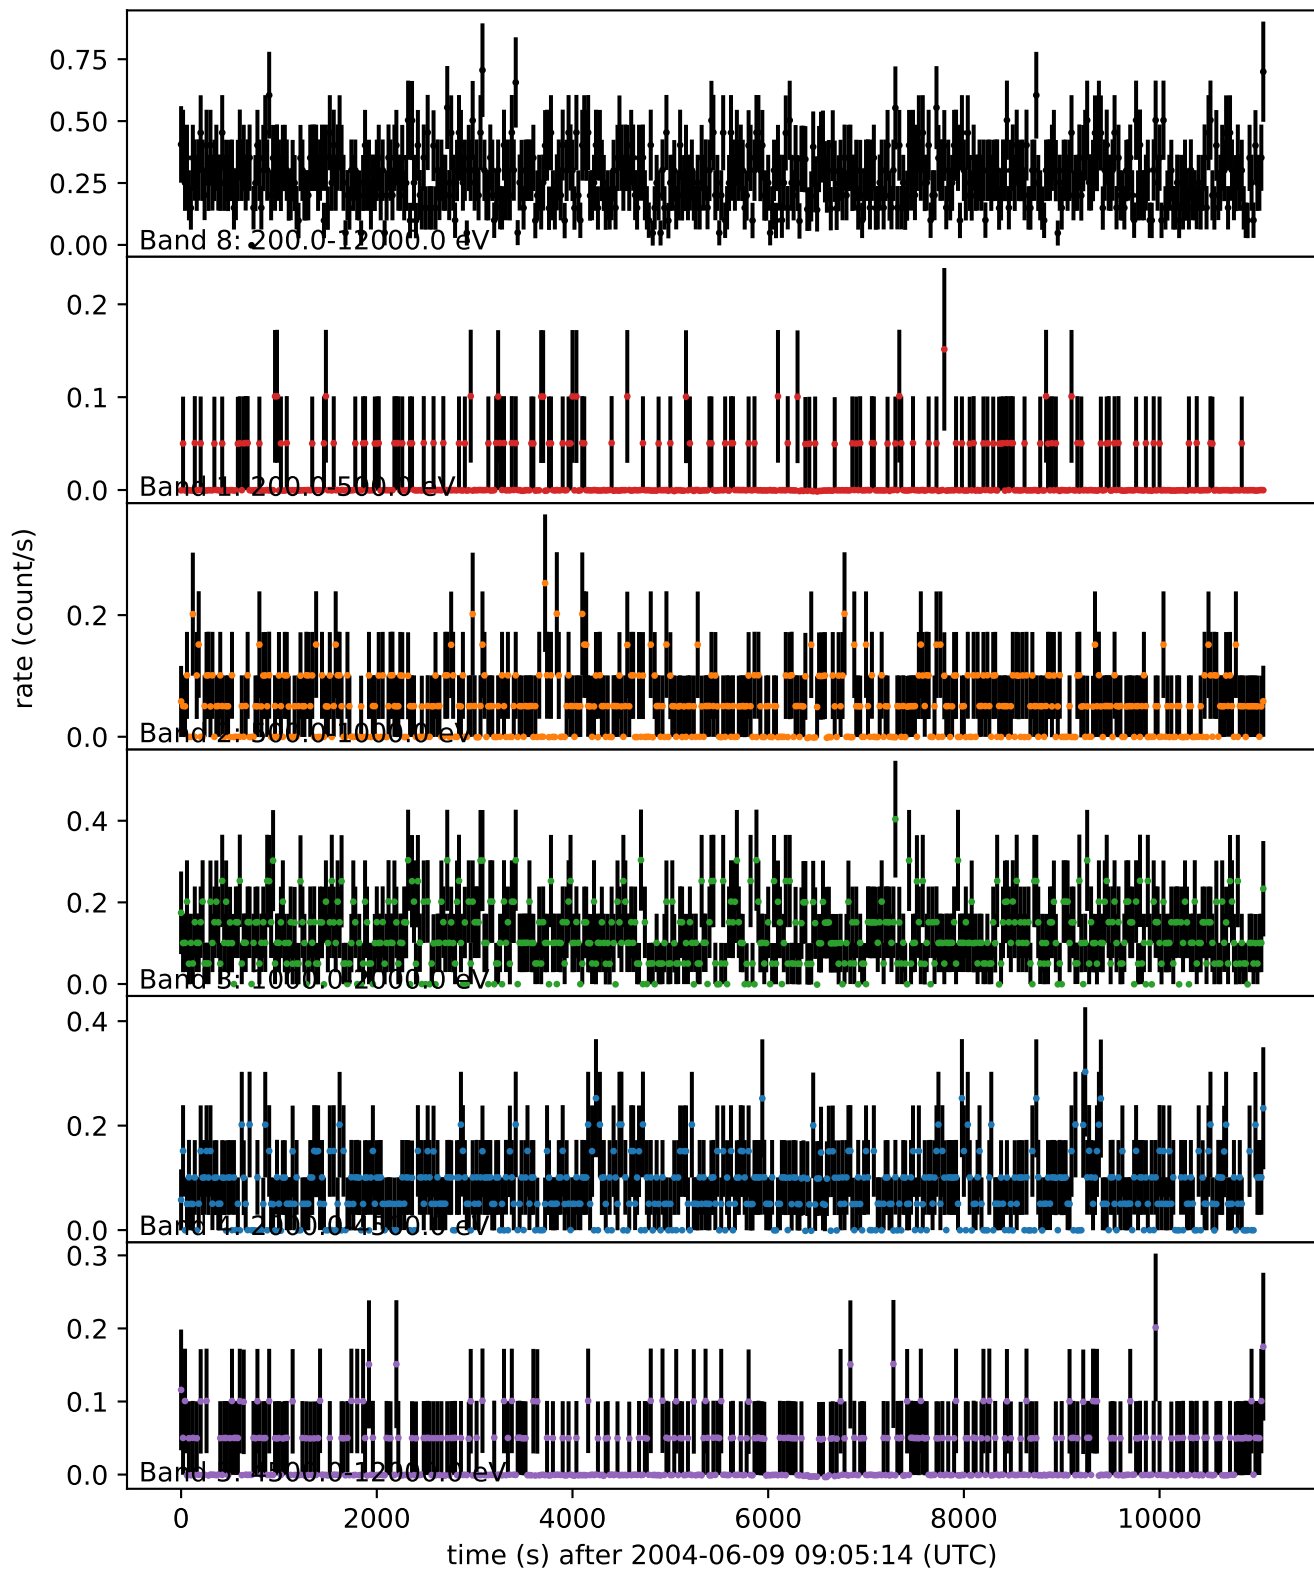 0.75
0.50
0.25
0.00
Band 8: 200.0-12000.0 eV
0.2
0.1
0.0
Band 1: 200.0-500.0 eV
0.2
0.0
Band 2: 500.0-1000.0 eV
rate (count/s)
0.4
0.2
0.0
Band 3: 1000.0-2000.0 eV
0.4
0.2
0.0
Band 4: 2000.0-4500.0 eV
0.3
0.2
0.1
0.0
Band 5: 4500.0-12000.0 eV
0 2000 4000 6000 8000 10000
time (s) after 2004-06-09 09:05:14 (UTC)